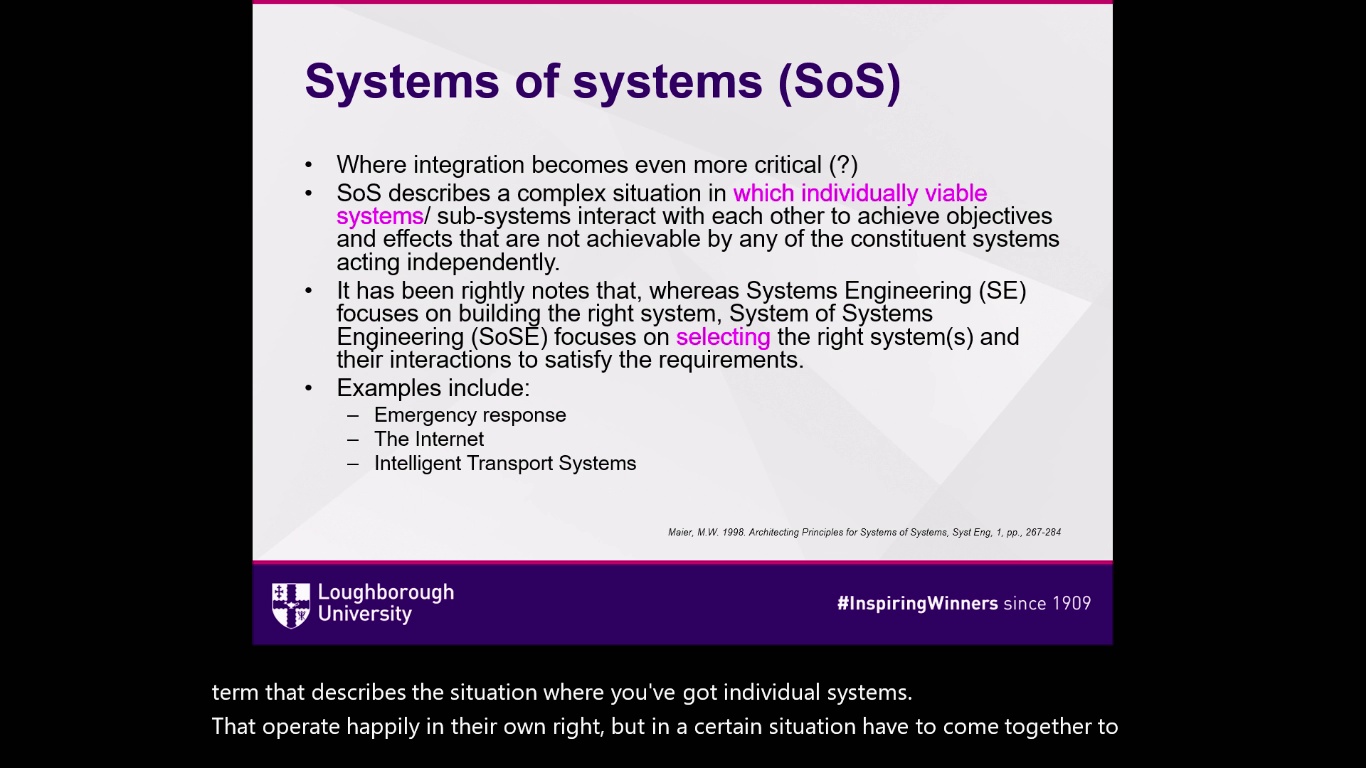 Systems of systems (SoS)
• Where integration becomes even more critical (?)
• SoS describes a complex situation in which individually viable
systems/ sub-systems interact with each other to achieve objectives
and effects that are not achievable by any of the constituent systems
acting independently.
• It has been rightly notes that, whereas Systems Engineering (SE)
focuses on building the right system, System of Systems
Engineering (SoSE) focuses on selecting the right system(s) and
their interactions to satisfy the requirements.
• Examples include:
– Emergency response
– The Internet
– Intelligent Transport Systems
Maier, M.W. 1998. Architecting Principles for Systems of Systems, Syst Eng, 1, pp., 267-284
Loughborough
University
#InspiringWinners since 1909
term that describes the situation where you've got individual systems.
That operate happily in their own right, but in a certain situation have to come together to